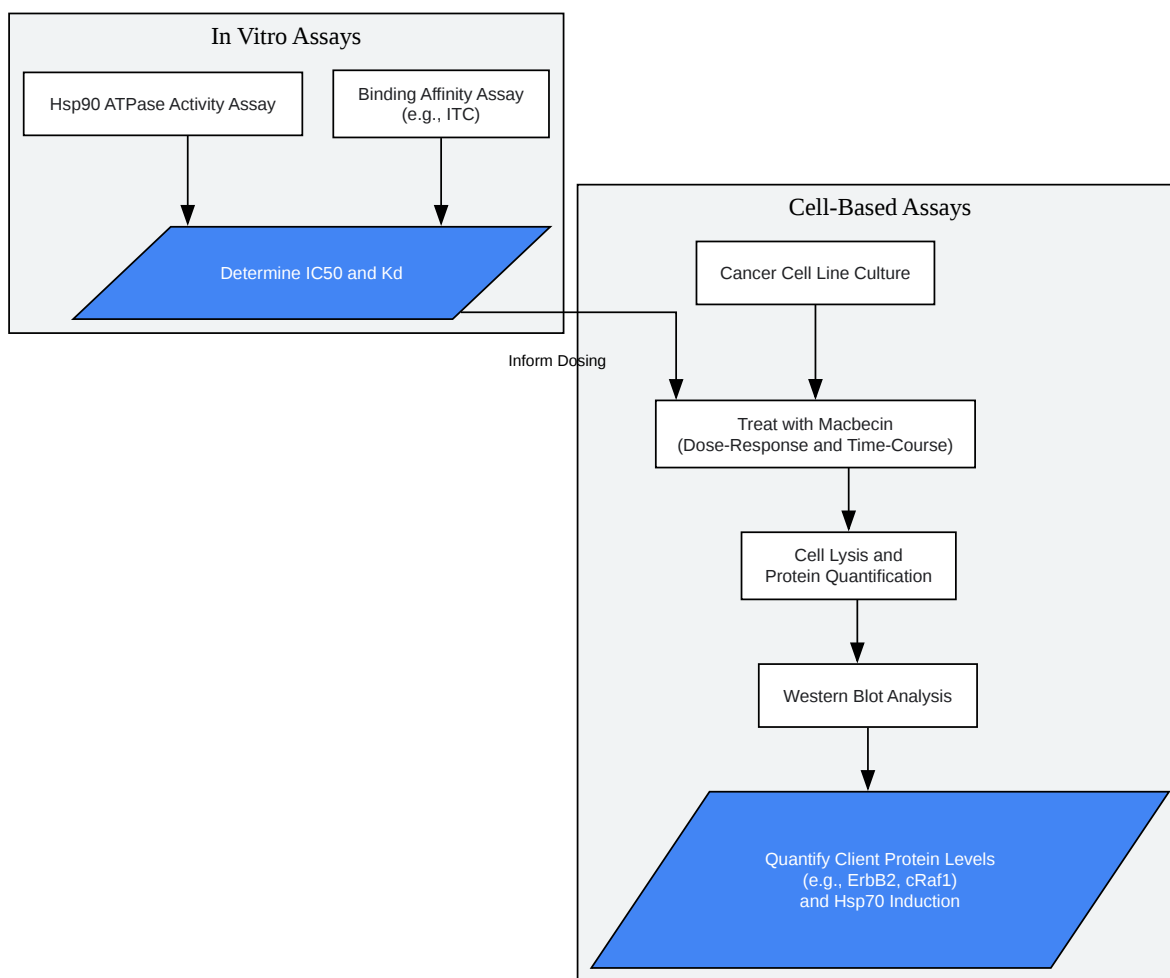 In Vitro Assays
Hsp90 ATPase Activity Assay
Binding Affinity Assay
(e.g., ITC)
Determine IC50 and Kd
Inform Dosing
Cell-Based Assays
Cancer Cell Line Culture
Treat with Macbecin
(Dose-Response and Time-Course)
Cell Lysis and
Protein Quantification
Western Blot Analysis
Quantify Client Protein Levels
(e.g., ErbB2, cRaf1)
and Hsp70 Induction